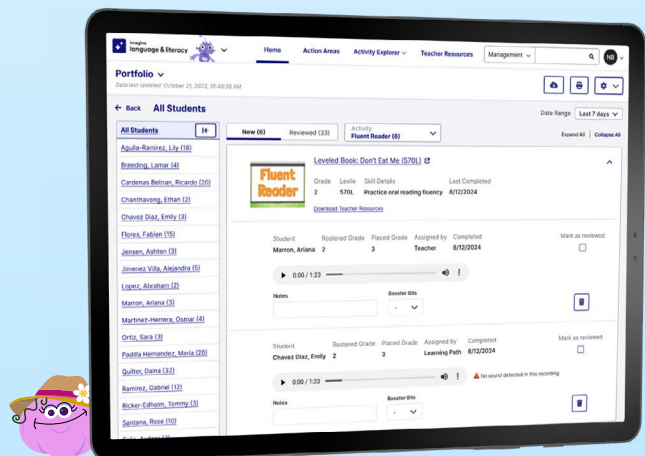 imagine
language & literacy
Home Action Areas Activity Explorer Teacher Resources Management NB
Portfolio
Data last updated: October 31, 2023, 10:48:38 AM
← Back All Students
Date Range Last 7 days
All Students
New (6) Reviewed (33) Activity
Fluent Reader (6)
Expand All | Collapse All
Aguila-Ramirez, Lily (18)
Breeding, Lamar (4)
Cardenas Beltran, Ricardo (20)
Chanthavong, Ethan (2)
Chavez Diaz, Emily (3)
Flores, Fabian (15)
Jensen, Ashton (3)
Jimenez Villa, Alejandra (5)
Lopez, Abraham (2)
Marron, Ariana (3)
Martinez-Herrera, Osmar (4)
Ortiz, Sara (3)
Padilla Hernandez, Maria (20)
Quilter, Daina (32)
Ramirez, Gabriel (12)
Ricker-Edholm, Tommy (3)
Santana, Rose (10)
Fluent
Reader
Leveled Book: Don't Eat Me (570L)
Grade Lexile Skill Details Last Completed
2 570L Practice oral reading fluency 8/12/2024
Download Teacher Resources
Student Rostered Grade Placed Grade Assigned by Completed Mark as reviewed
Marron, Ariana 2 3 Teacher 8/12/2024
0:00 / 1:23
Notes Booster Bits
-
Student Rostered Grade Placed Grade Assigned by Completed Mark as reviewed
Chavez Diaz, Emily 2 3 Learning Path 8/12/2024
0:00 / 1:23 No sound detected in this recording
Notes Booster Bits
-